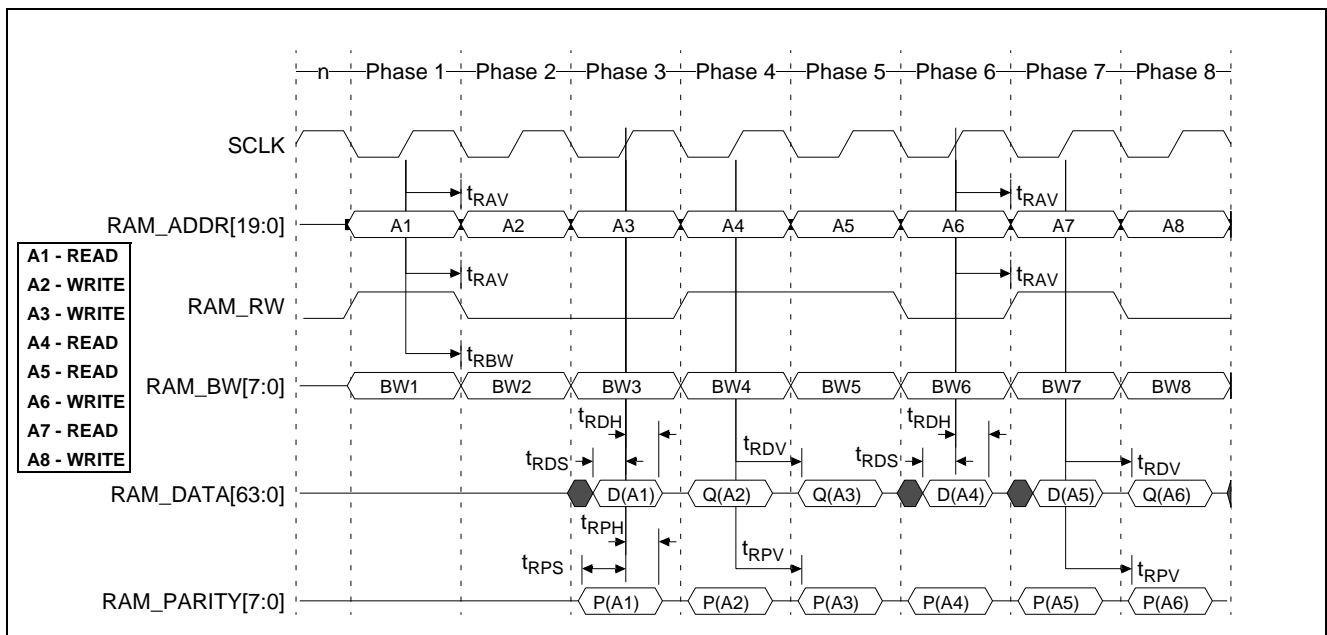 n Phase 1 Phase 2 Phase 3 Phase 4 Phase 5 Phase 6 Phase 7 Phase 8
SCLK
tRAV tRAV
RAM_ADDR[19:0] A1 A2 A3 A4 A5 A6 A7 A8
A1 - READ
A2 - WRITE
A3 - WRITE
A4 - READ
A5 - READ
A6 - WRITE
A7 - READ
A8 - WRITE
tRAV tRAV
RAM_RW
tRBW
RAM_BW[7:0] BW1 BW2 BW3 BW4 BW5 BW6 BW7 BW8
tRDH tRDH
tRDS tRDV tRDS tRDV
RAM_DATA[63:0] D(A1) Q(A2) Q(A3) D(A4) D(A5) Q(A6)
tRPH
tRPS tRPV tRPV
RAM_PARITY[7:0] P(A1) P(A2) P(A3) P(A4) P(A5) P(A6)